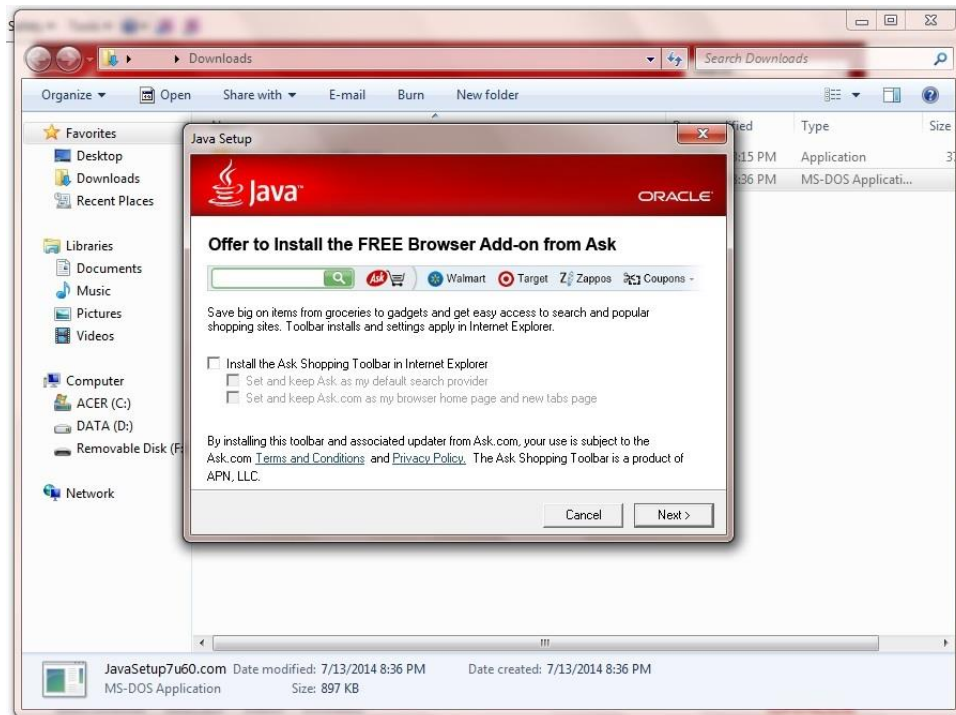 Downloads
Search Downloads
Organize Open Share with E-mail Burn New folder
Favorites
Desktop
Downloads
Recent Places
Libraries
Documents
Music
Pictures
Videos
Computer
ACER (C:)
DATA (D:)
Removable Disk (F:
Network
Type Size
:15 PM Application
:36 PM MS-DOS Applicati...
Java Setup
Java™
ORACLE®
Offer to Install the FREE Browser Add-on from Ask
Ask Walmart Target Zappos Coupons
Save big on items from groceries to gadgets and get easy access to search and popular
shopping sites. Toolbar installs and settings apply in Internet Explorer.
Install the Ask Shopping Toolbar in Internet Explorer
Set and keep Ask as my default search provider
Set and keep Ask.com as my browser home page and new tabs page
By installing this toolbar and associated updater from Ask.com, your use is subject to the
Ask.com Terms and Conditions and Privacy Policy. The Ask Shopping Toolbar is a product of
APN, LLC.
Cancel Next >
JavaSetup7u60.com Date modified: 7/13/2014 8:36 PM Date created: 7/13/2014 8:36 PM
MS-DOS Application Size: 897 KB